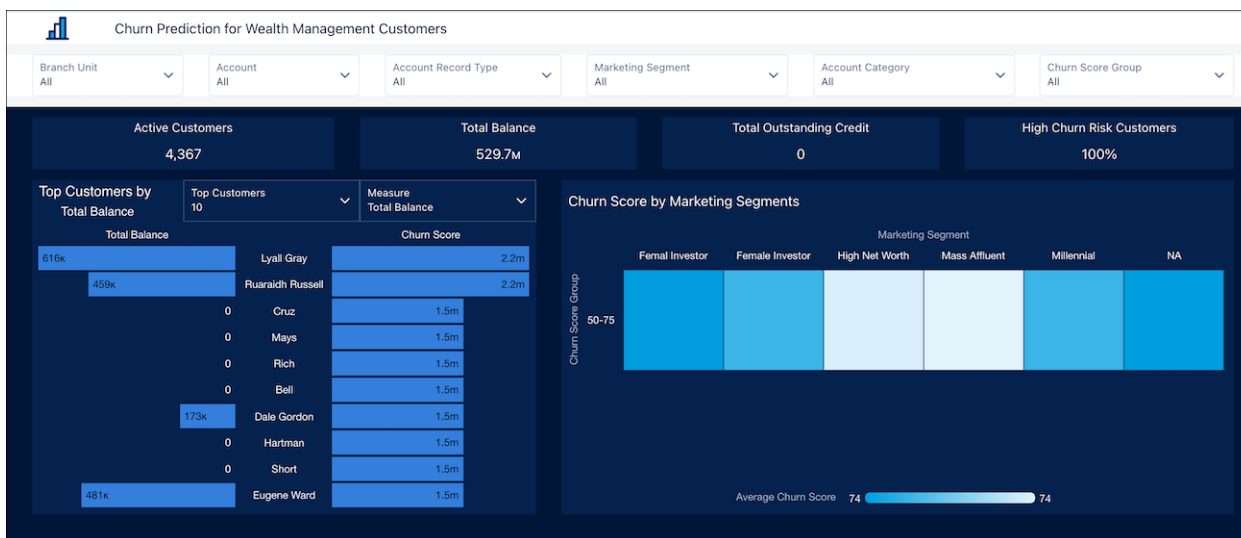 Churn Prediction for Wealth Management Customers
Branch Unit
All
Account
All
Account Record Type
All
Marketing Segment
All
Account Category
All
Churn Score Group
All
Active Customers
4,367
Total Balance
529.7M
Total Outstanding Credit
0
High Churn Risk Customers
100%
Top Customers by
Total Balance
Top Customers
10
Measure
Total Balance
Total Balance Churn Score
616K Lyall Gray 2.2m
459K Ruaraidh Russell 2.2m
0 Cruz 1.5m
0 Mays 1.5m
0 Rich 1.5m
0 Bell 1.5m
173K Dale Gordon 1.5m
0 Hartman 1.5m
0 Short 1.5m
481K Eugene Ward 1.5m
Churn Score by Marketing Segments
Marketing Segment
Femal Investor Female Investor High Net Worth Mass Affluent Millennial NA
Churn Score Group
50-75
Average Churn Score 74 74